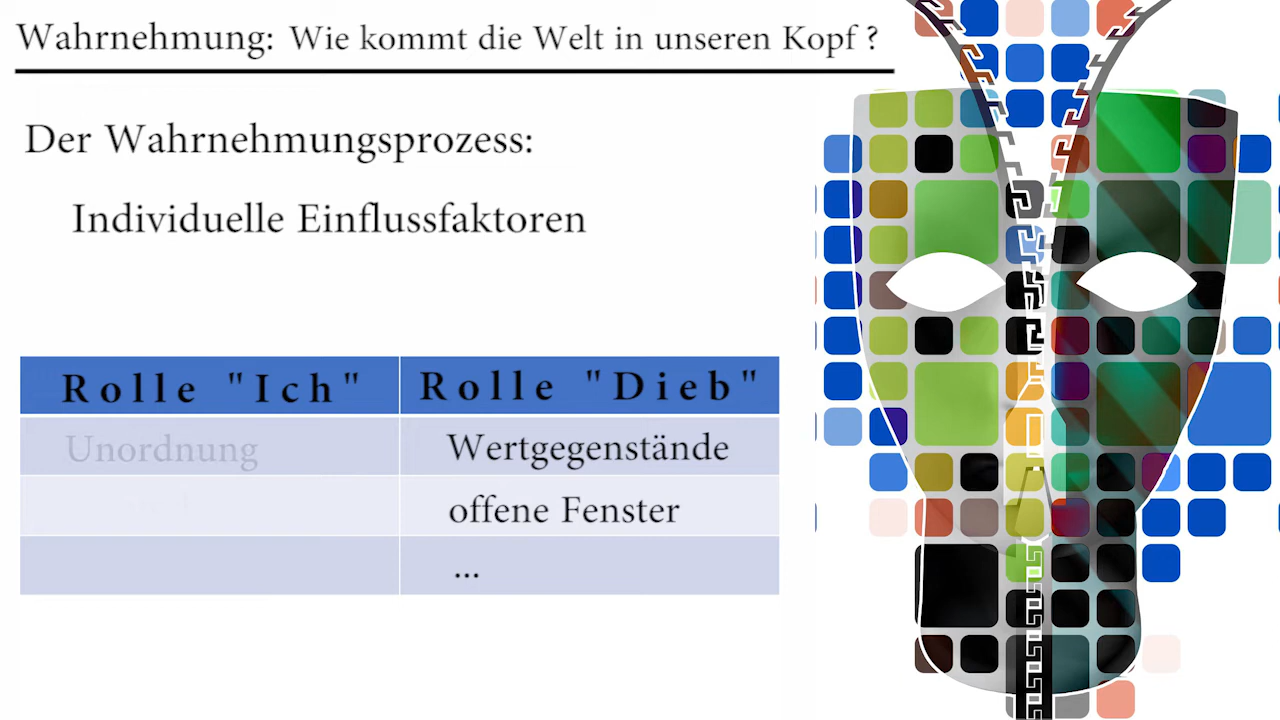 Wahrnehmung: Wie kommt die Welt in unseren Kopf ?
Der Wahrnehmungsprozess:
Individuelle Einflussfaktoren
Rolle "Ich" Rolle "Dieb"
Unordnung Wertgegenstände
offene Fenster
...